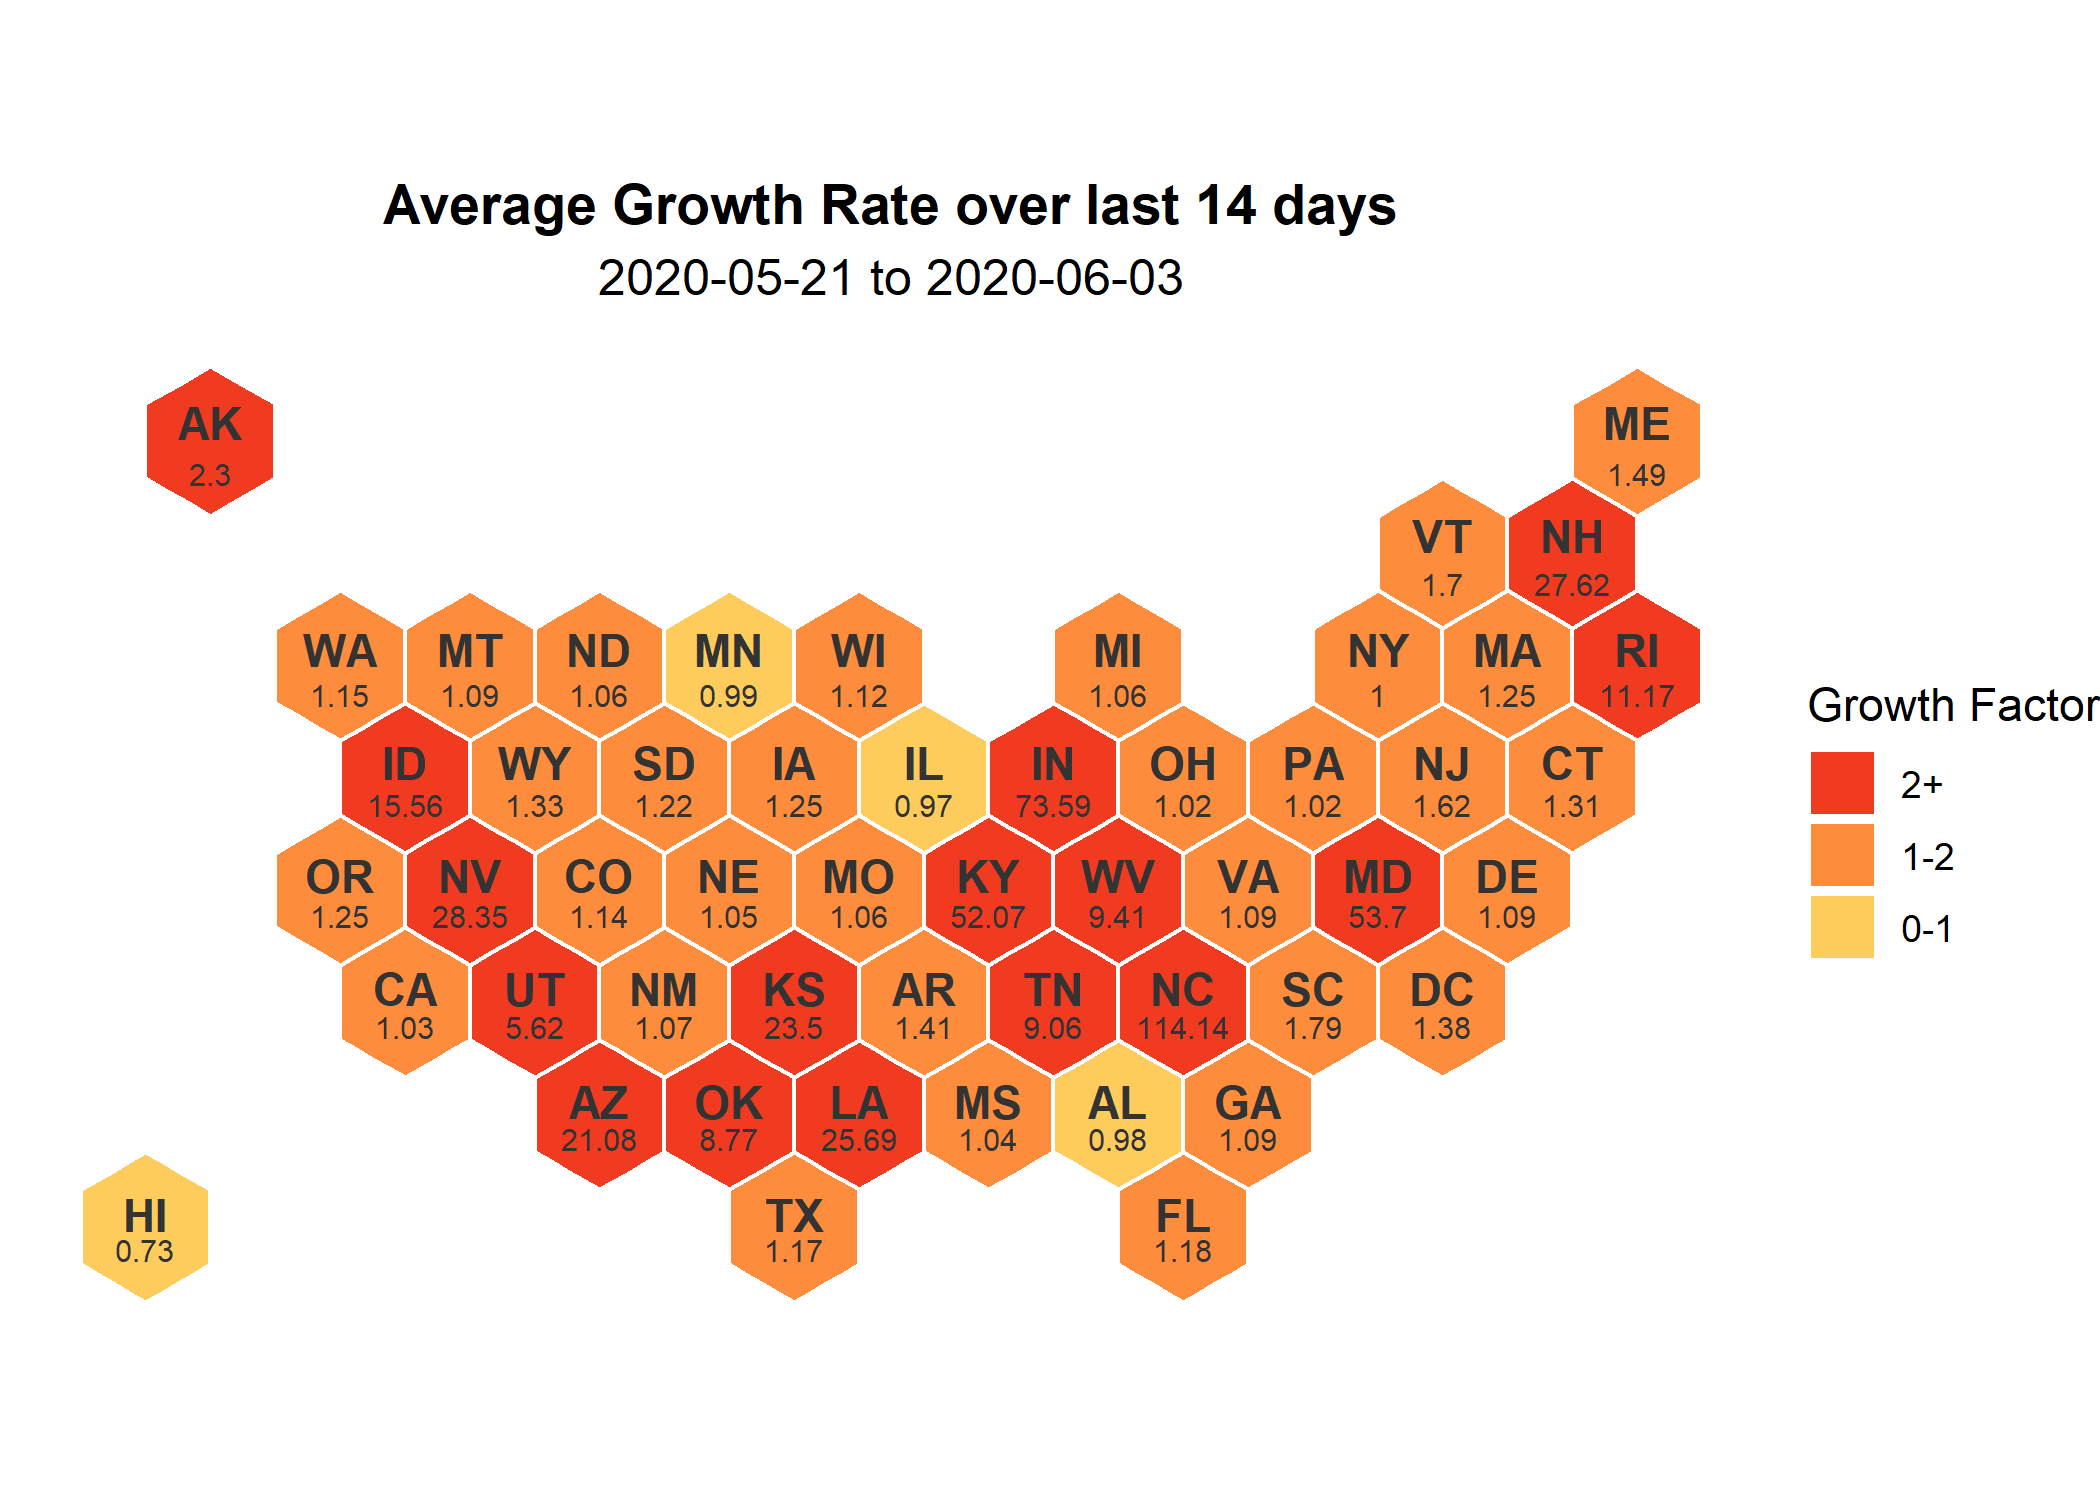 Average Growth Rate over last 14 days
2020-05-21 to 2020-06-03
AK
2.3
ME
1.49
VT
1.7
NH
27.62
WA
1.15
MT
1.09
ND
1.06
MN
0.99
WI
1.12
MI
1.06
NY
1
MA
1.25
RI
11.17
ID
15.56
WY
1.33
SD
1.22
IA
1.25
IL
0.97
IN
73.59
OH
1.02
PA
1.02
NJ
1.62
CT
1.31
OR
1.25
NV
28.35
CO
1.14
NE
1.05
MO
1.06
KY
52.07
WV
9.41
VA
1.09
MD
53.7
DE
1.09
CA
1.03
UT
5.62
NM
1.07
KS
23.5
AR
1.41
TN
9.06
NC
114.14
SC
1.79
DC
1.38
AZ
21.08
OK
8.77
LA
25.69
MS
1.04
AL
0.98
GA
1.09
HI
0.73
TX
1.17
FL
1.18
Growth Factor
2+
1-2
0-1